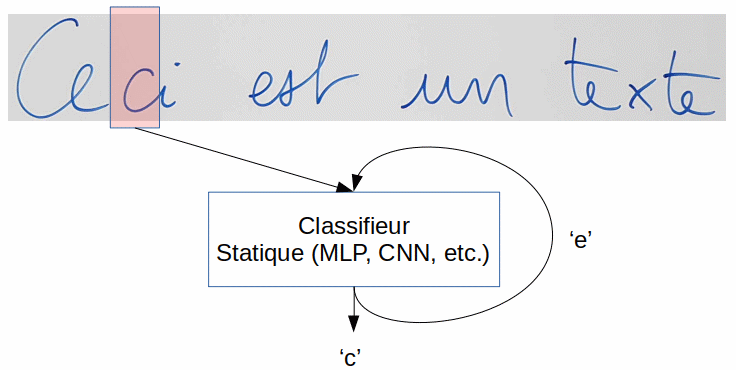 Ceci est un texte
Classifieur
Statique (MLP, CNN, etc.)
‘e’
‘c’